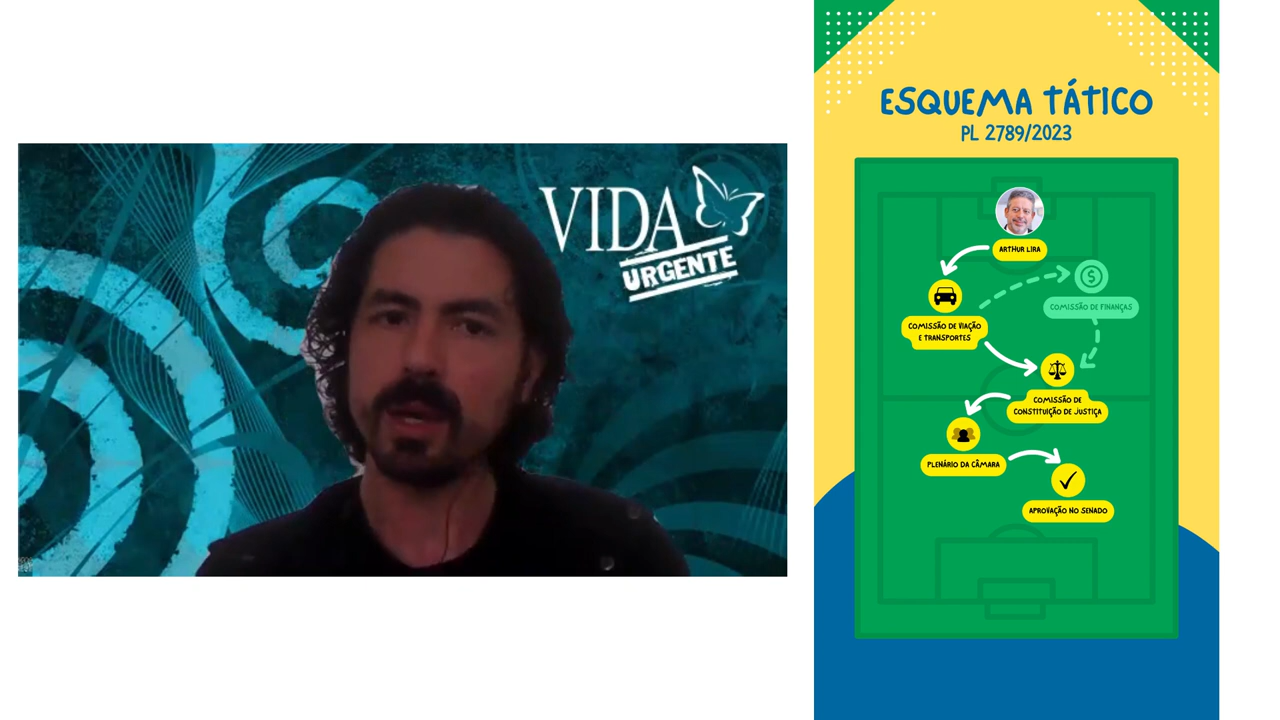 VIDA
URGENTE
ESQUEMA TÁTICO
PL 2789/2023
ARTHUR LIRA
$
COMISSÃO DE FINANÇAS
COMISSÃO DE VIAÇÃO
E TRANSPORTES
COMISSÃO DE
CONSTITUIÇÃO DE JUSTIÇA
PLENÁRIO DA CÂMARA
APROVAÇÃO NO SENADO